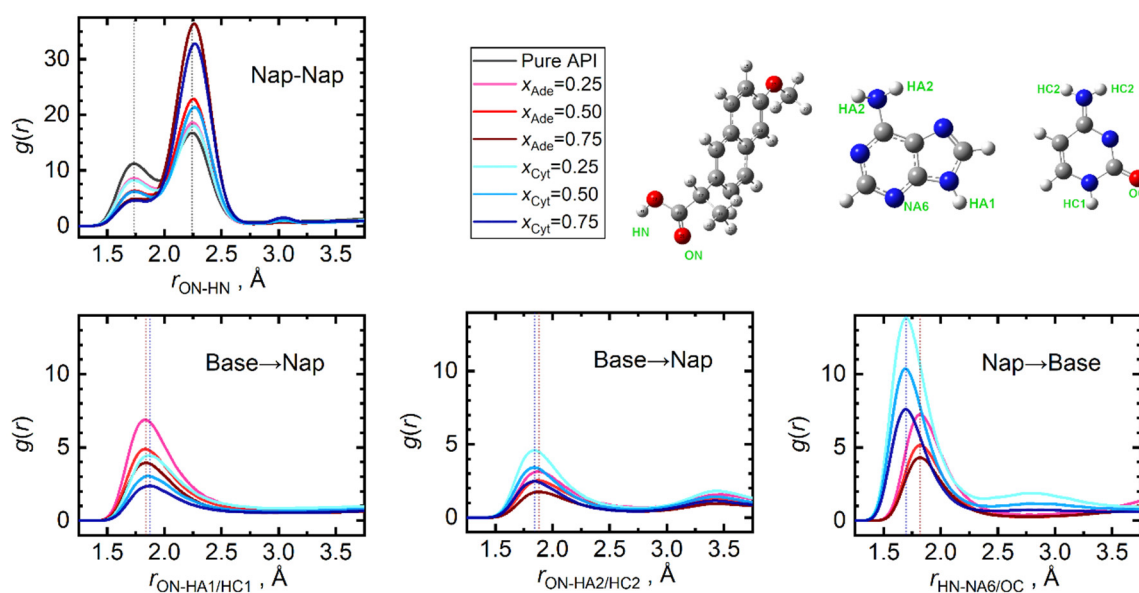 g(r)
30
20
10
0
1.5
2.0
2.5
3.0
3.5
rON-HN , Å
Nap-Nap
Pure API
xAde=0.25
xAde=0.50
xAde=0.75
xCyt=0.25
xCyt=0.50
xCyt=0.75
HN
ON
HA2
HA2
NA6
HA1
HC2
HC2
HC1
g(r)
10
5
0
1.5
2.0
2.5
3.0
3.5
rON-HA1/HC1 , Å
Base→Nap
g(r)
10
5
0
1.5
2.0
2.5
3.0
3.5
rON-HA2/HC2 , Å
Base→Nap
g(r)
10
5
0
1.5
2.0
2.5
3.0
3.5
rHN-NA6/OC , Å
Nap→Base